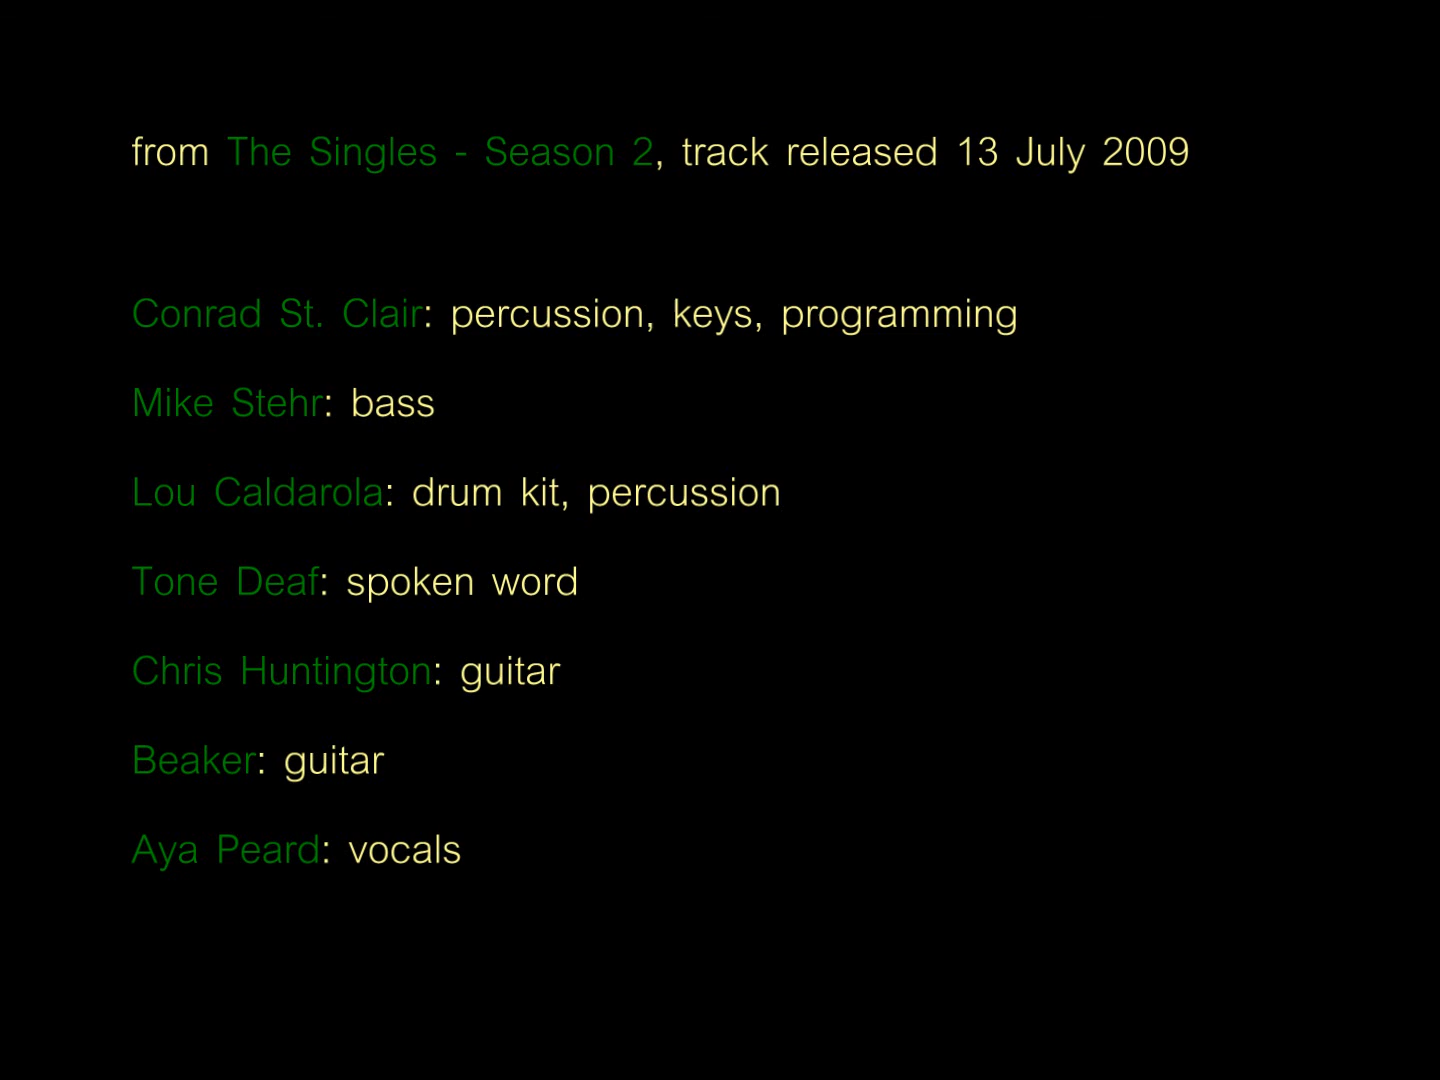 from The Singles - Season 2, track released 13 July 2009
Conrad St. Clair: percussion, keys, programming
Mike Stehr: bass
Lou Caldarola: drum kit, percussion
Tone Deaf: spoken word
Chris Huntington: guitar
Beaker: guitar
Aya Peard: vocals